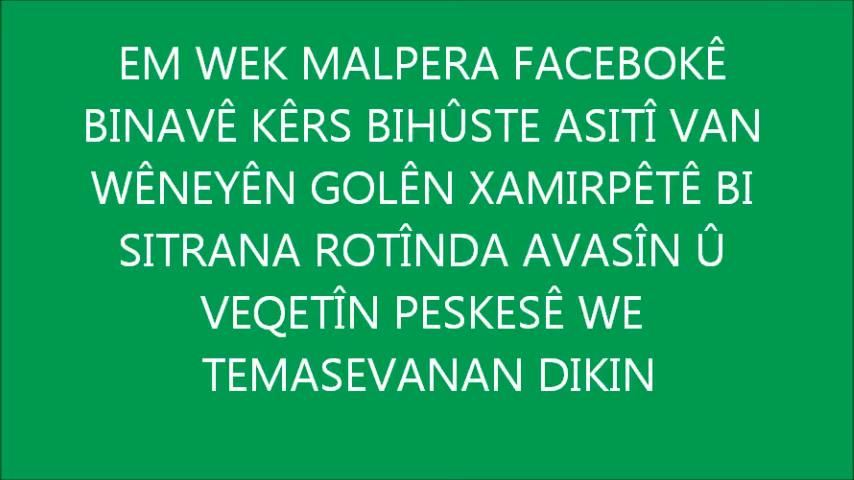 EM WEK MALPERA FACEBOKÊ
BINAVÊ KÊRS BIHÛSTE ASITÎ VAN
WÊNEYÊN GOLÊN XAMIRPÊTÊ BI
SITRANA ROTÎNDA AVASÎN Û
VEQETÎN PESKESÊ WE
TEMASEVANAN DIKIN